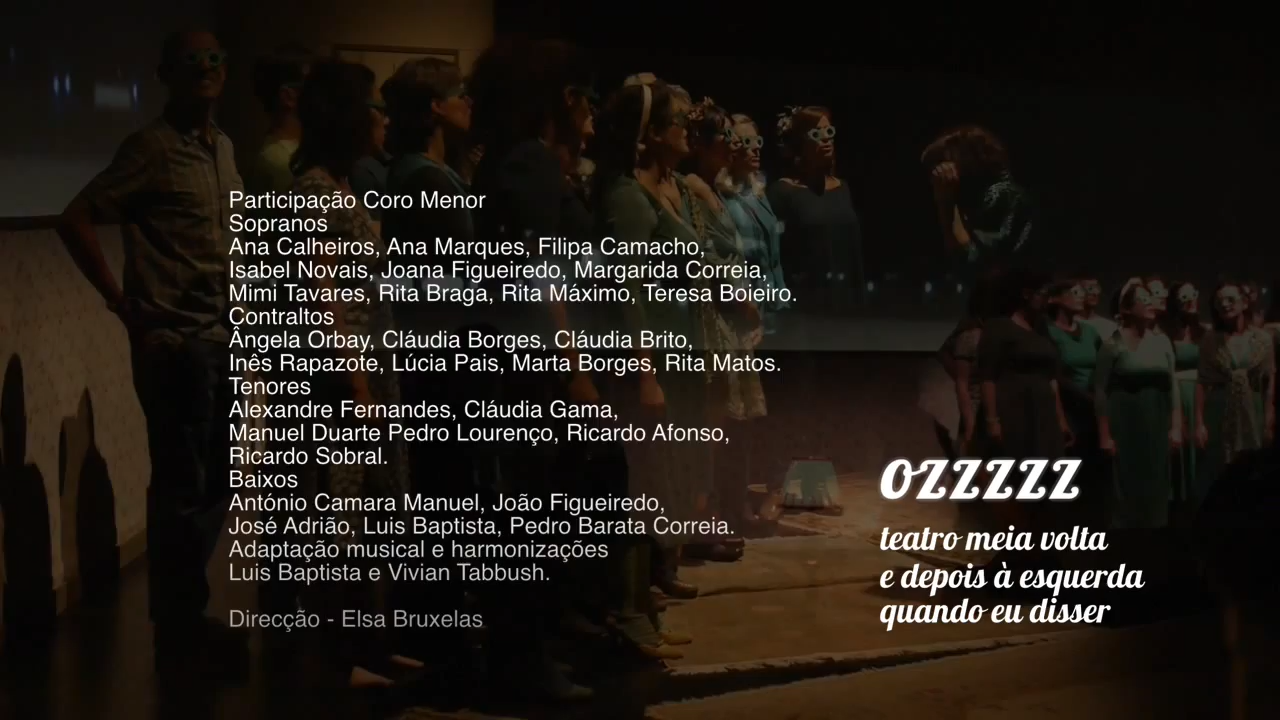 Participação Coro Menor
Sopranos
Ana Calheiros, Ana Marques, Filipa Camacho,
Isabel Novais, Joana Figueiredo, Margarida Correia,
Mimi Tavares, Rita Braga, Rita Máximo, Teresa Boieiro.
Contraltos
Ângela Orbay, Cláudia Borges, Cláudia Brito,
Inês Rapazote, Lúcia Pais, Marta Borges, Rita Matos.
Tenores
Alexandre Fernandes, Cláudia Gama,
Manuel Duarte Pedro Lourenço, Ricardo Afonso,
Ricardo Sobral.
Baixos
António Camara Manuel, João Figueiredo,
José Adrião, Luis Baptista, Pedro Barata Correia.
Adaptação musical e harmonizações
Luis Baptista e Vivian Tabbush.
Direcção - Elsa Bruxelas
OZZZZZ
teatro meia volta
e depois à esquerda
quando eu disser